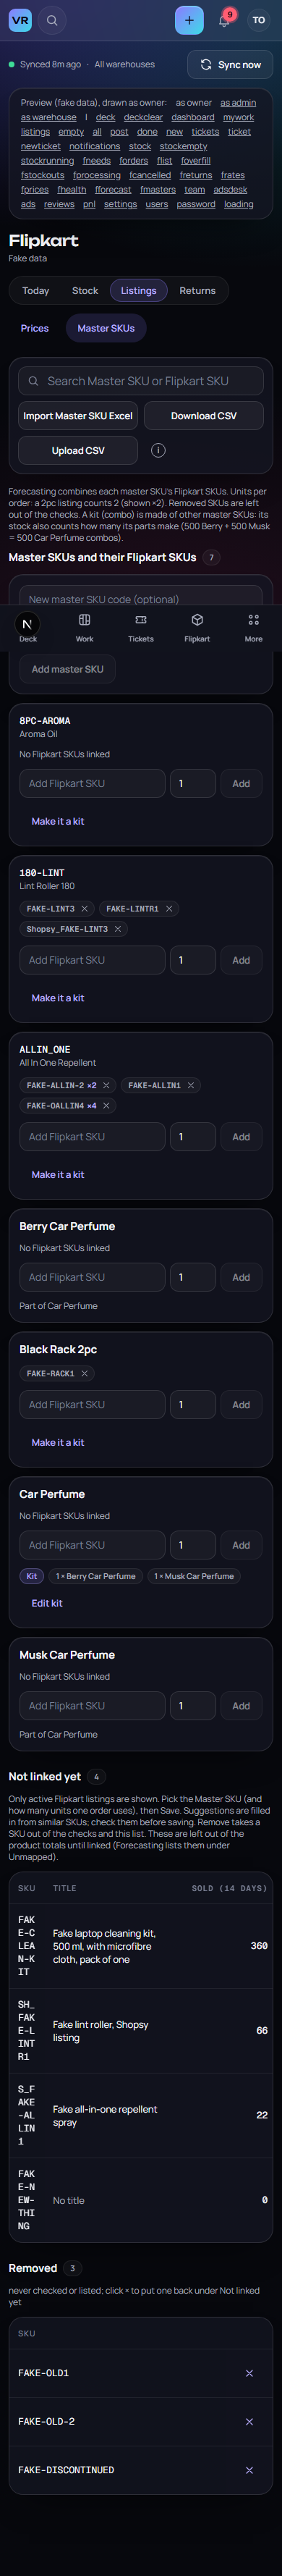 VR
+
9
TO
Synced 8m ago · All warehouses
Sync now
Preview (fake data), drawn as owner: as owner as admin
as warehouse | deck deckclear dashboard mywork
listings empty all post done new tickets ticket
newticket notifications stock stockempty
stockrunning fneeds forders flist foverfill
fstockouts fprocessing fcancelled freturns frates
fprices fhealth fforecast fmasters team adsdesk
ads reviews pnl settings users password loading
Flipkart
Fake data
Today Stock Listings Returns
Prices Master SKUs
Search Master SKU or Flipkart SKU
Import Master SKU Excel Download CSV
Upload CSV i
Forecasting combines each master SKU's Flipkart SKUs. Units per
order: a 2pc listing counts 2 (shown ×2). Removed SKUs are left
out of the checks. A kit (combo) is made of other master SKUs: its
stock also counts how many its parts make (500 Berry + 500 Musk
= 500 Car Perfume combos).
Master SKUs and their Flipkart SKUs 7
New master SKU code (optional)
N
Deck Work Tickets Flipkart More
Add master SKU
8PC-AROMA
Aroma Oil
No Flipkart SKUs linked
Add Flipkart SKU 1 Add
Make it a kit
180-LINT
Lint Roller 180
FAKE-LINT3 × FAKE-LINTR1 ×
Shopsy_FAKE-LINT3 ×
Add Flipkart SKU 1 Add
Make it a kit
ALLIN_ONE
All In One Repellent
FAKE-ALLIN-2 ×2 × FAKE-ALLIN1 ×
FAKE-OALLIN4 ×4 ×
Add Flipkart SKU 1 Add
Make it a kit
Berry Car Perfume
No Flipkart SKUs linked
Add Flipkart SKU 1 Add
Part of Car Perfume
Black Rack 2pc
FAKE-RACK1 ×
Add Flipkart SKU 1 Add
Make it a kit
Car Perfume
No Flipkart SKUs linked
Add Flipkart SKU 1 Add
Kit 1 × Berry Car Perfume 1 × Musk Car Perfume
Edit kit
Musk Car Perfume
No Flipkart SKUs linked
Add Flipkart SKU 1 Add
Part of Car Perfume
Not linked yet 4
Only active Flipkart listings are shown. Pick the Master SKU (and
how many units one order uses), then Save. Suggestions are filled
in from similar SKUs; check them before saving. Remove takes a
SKU out of the checks and this list. These are left out of the
product totals until linked (Forecasting lists them under
Unmapped).
SKU TITLE SOLD (14 DAYS)
FAK
E-C
LEA
N-K
IT
Fake laptop cleaning kit,
500 ml, with microfibre
cloth, pack of one
360
SH_
FAK
E-L
INT
R1
Fake lint roller, Shopsy
listing
66
S_F
AKE
-AL
LIN
1
Fake all-in-one repellent
spray
22
FAK
E-N
EW-
THI
NG
No title
0
Removed 3
never checked or listed; click × to put one back under Not linked
yet
SKU
FAKE-OLD1 ×
FAKE-OLD-2 ×
FAKE-DISCONTINUED ×